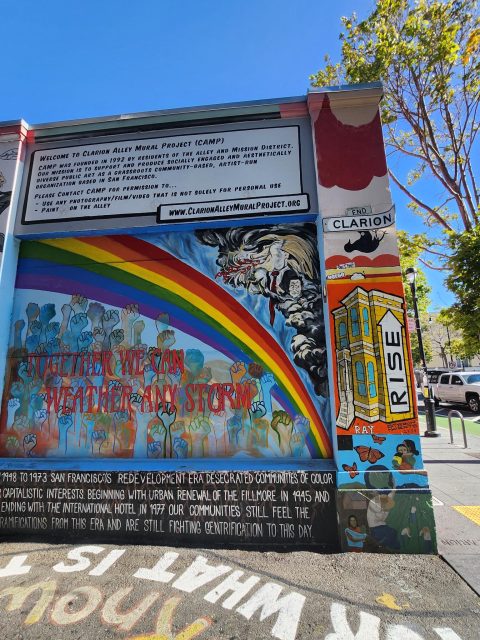 WELCOME TO CLARION ALLEY MURAL PROJECT (CAMP)
CAMP WAS FOUNDED IN 1992 BY RESIDENTS OF THE ALLEY AND MISSION DISTRICT.
OUR MISSION IS TO SUPPORT AND PRODUCE SOCIALLY ENGAGED AND AESTHETICALLY
DIVERSE PUBLIC ART AS A GRASSROOTS COMMUNITY-BASED, ARTIST-RUN
ORGANIZATION BASED IN SAN FRANCISCO.
PLEASE CONTACT CAMP FOR PERMISSION TO...
- USE ANY PHOTOGRAPHY/FILM/VIDEO THAT IS NOT SOLELY FOR PERSONAL USE
- PAINT ON THE ALLEY
WWW.CLARIONALLEYMURALPROJECT.ORG
END
CLARION
RISE
RAY
TOGETHER WE CAN
WEATHER ANY STORM
1948 TO 1973 SAN FRANCISCO'S REDEVELOPMENT ERA DESECRATED COMMUNITIES OF COLOR
CAPITALISTIC INTERESTS. BEGINNING WITH URBAN RENEWAL OF THE FILLMORE IN 1945 AND
ENDING WITH THE INTERNATIONAL HOTEL IN 1977 OUR COMMUNITIES STILL FEEL THE
RAMIFICATIONS FROM THIS ERA AND ARE STILL FIGHTING GENTRIFICATION TO THIS DAY
WHAT IS
know
OR WHAT YOU